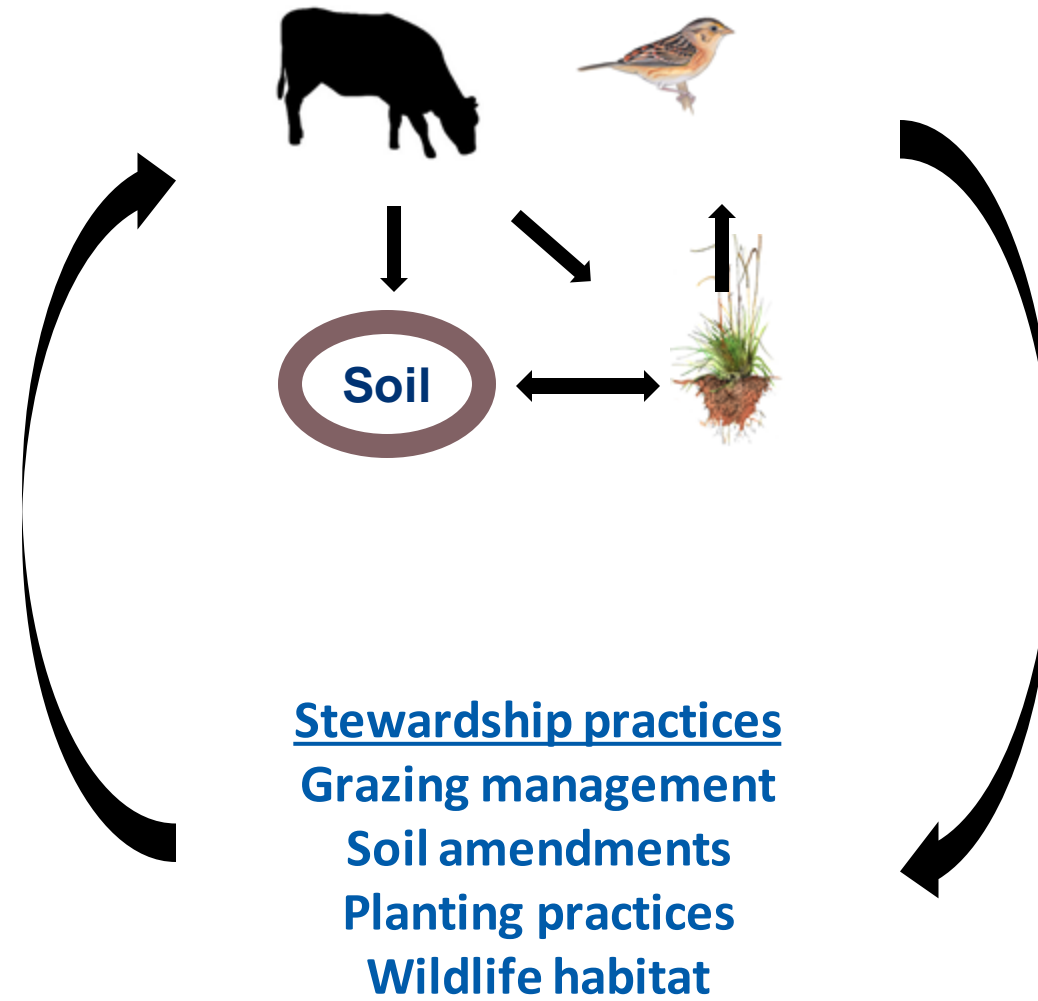 Soil
Stewardship practices
Grazing management
Soil amendments
Planting practices
Wildlife habitat